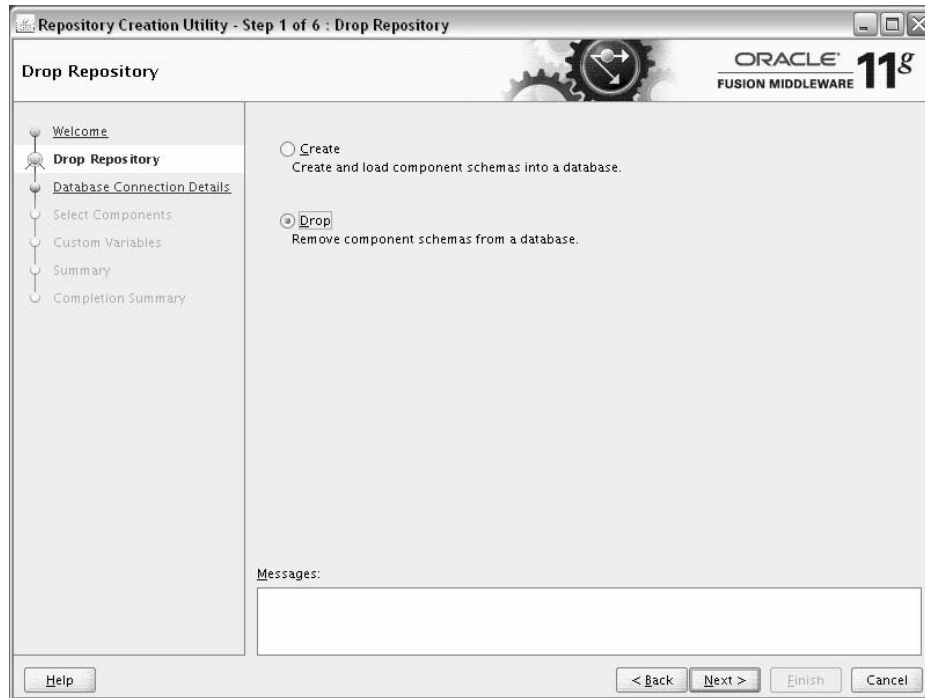 Repository Creation Utility - Step 1 of 6 : Drop Repository
Drop Repository
ORACLE
FUSION MIDDLEWARE
11g
Welcome
Drop Repository
Database Connection Details
Select Components
Custom Variables
Summary
Completion Summary
Create
Create and load component schemas into a database.
Drop
Remove component schemas from a database.
Messages:
Help
< Back
Next >
Finish
Cancel